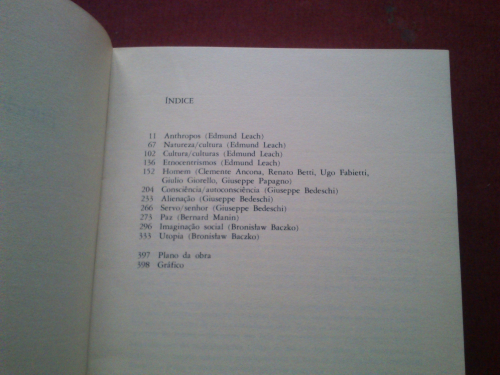 ÍNDICE
11 Anthropos (Edmund Leach)
67 Natureza/cultura (Edmund Leach)
102 Cultura/culturas (Edmund Leach)
136 Etnocentrismos (Edmund Leach)
152 Homem (Clemente Ancona, Renato Betti, Ugo Fabietti,
Giulio Giorello, Giuseppe Papagno)
204 Consciência/autoconsciência (Giuseppe Bedeschi)
233 Alienação (Giuseppe Bedeschi)
266 Servo/senhor (Giuseppe Bedeschi)
273 Paz (Bernard Manin)
296 Imaginação social (Bronisław Baczko)
333 Utopia (Bronisław Baczko)
397 Plano da obra
398 Gráfico